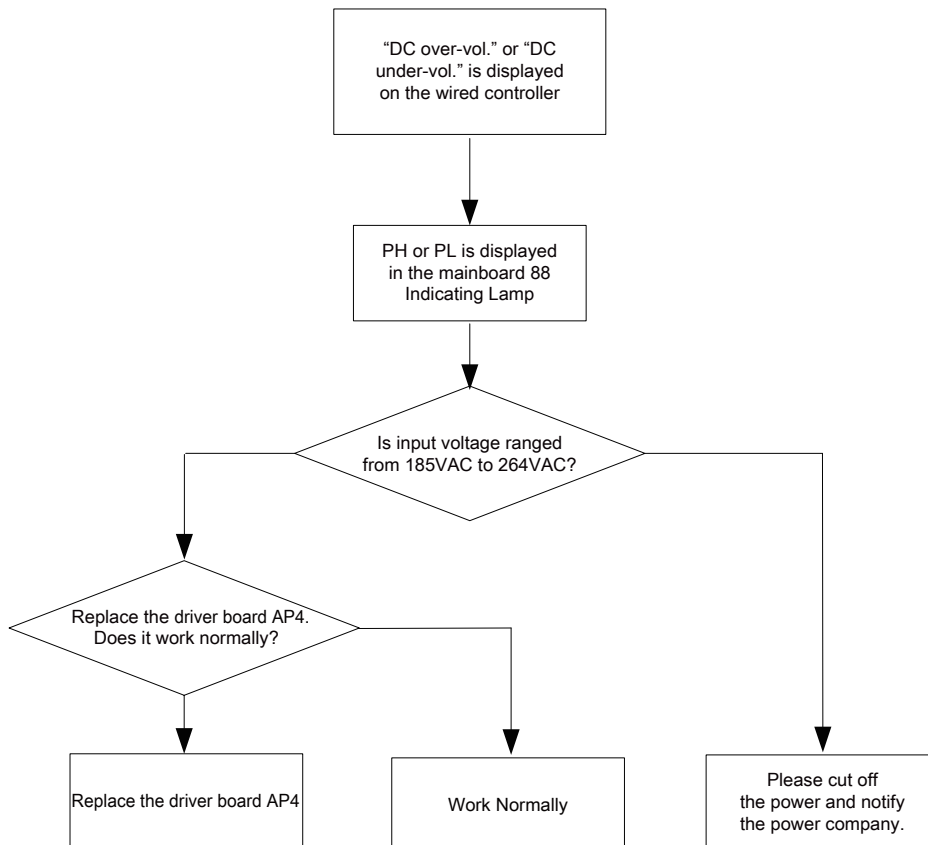 “DC over-vol.” or “DC
under-vol.” is displayed
on the wired controller
PH or PL is displayed
in the mainboard 88
Indicating Lamp
Is input voltage ranged
from 185VAC to 264VAC?
Replace the driver board AP4.
Does it work normally?
Replace the driver board AP4
Work Normally
Please cut off
the power and notify
the power company.